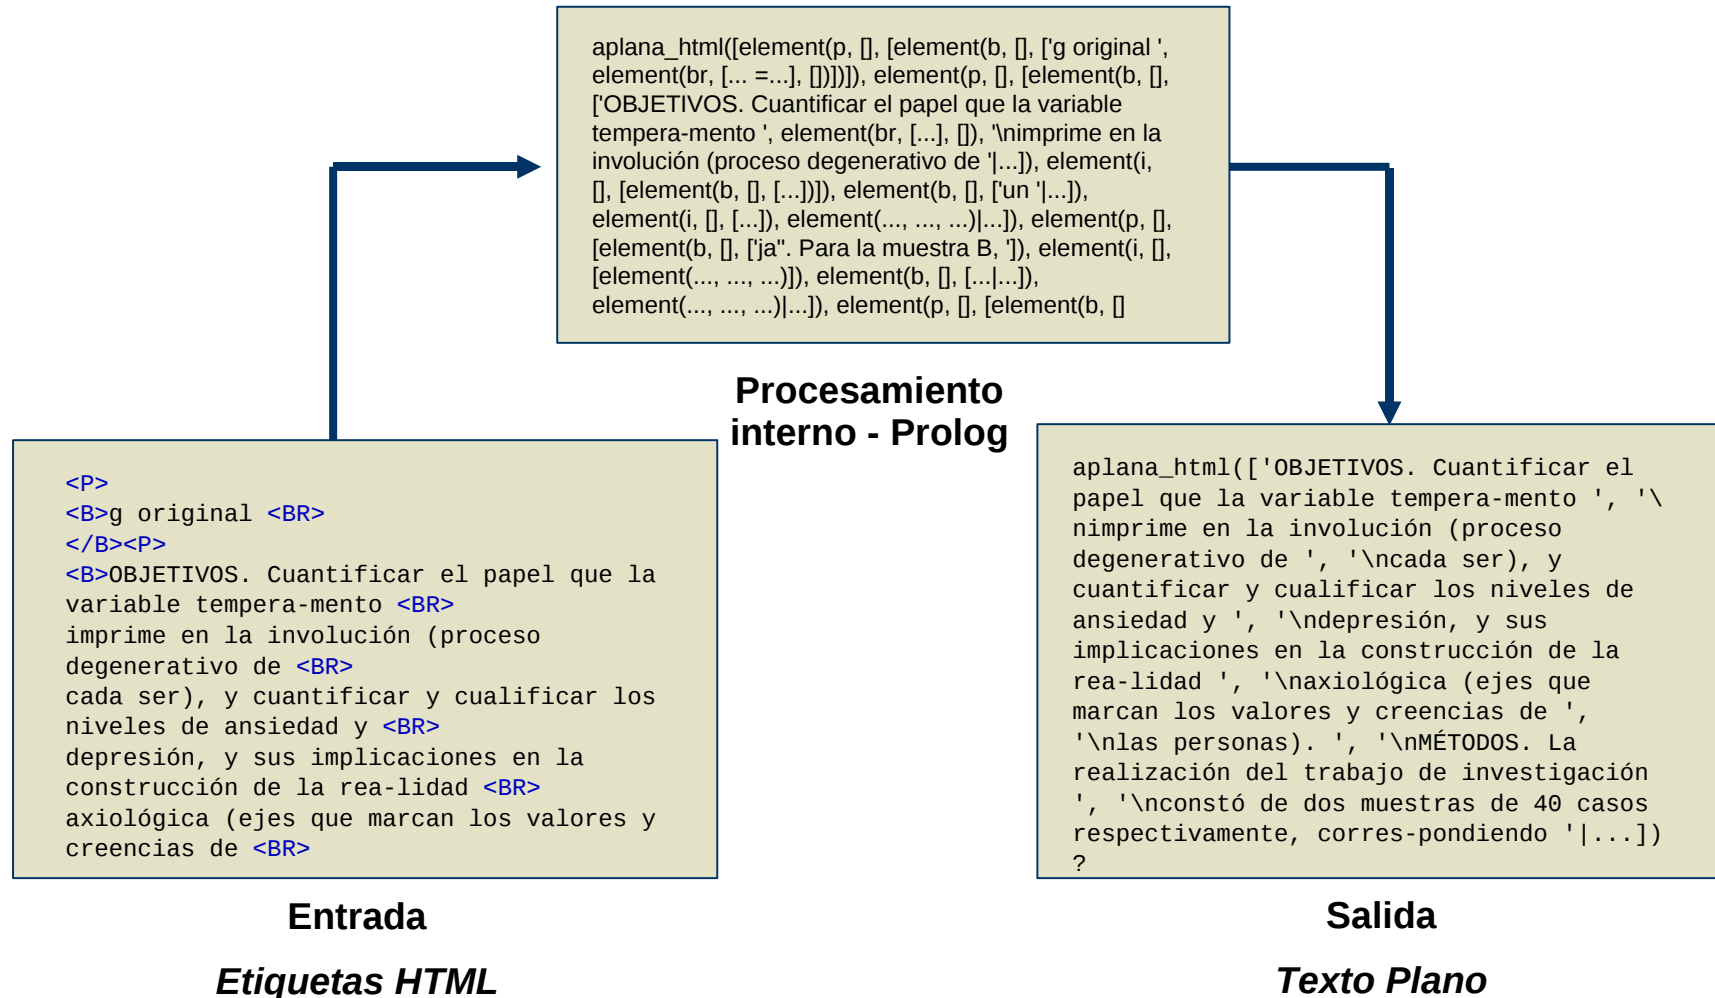 aplana_html([element(p, [], [element(b, [], ['g original ',
element(br, [... =...], [])])]), element(p, [], [element(b, [],
['OBJETIVOS. Cuantificar el papel que la variable
tempera-mento ', element(br, [...], []), '\nimprime en la
involución (proceso degenerativo de '|...]), element(i,
[], [element(b, [], [...])]), element(b, [], ['un '|...]),
element(i, [], [...]), element(..., ..., ...)|...]), element(p, [],
[element(b, [], ['ja". Para la muestra B, ']), element(i, [],
[element(..., ..., ...)]), element(b, [], [...|...]),
element(..., ..., ...)|...]), element(p, [], [element(b, []
Procesamiento
interno - Prolog
<P>
<B>g original <BR>
</B><P>
<B>OBJETIVOS. Cuantificar el papel que la
variable tempera-mento <BR>
imprime en la involución (proceso
degenerativo de <BR>
cada ser), y cuantificar y cualificar los
niveles de ansiedad y <BR>
depresión, y sus implicaciones en la
construcción de la rea-lidad <BR>
axiológica (ejes que marcan los valores y
creencias de <BR>
Entrada
Etiquetas HTML
aplana_html(['OBJETIVOS. Cuantificar el
papel que la variable tempera-mento ', '\
nimprime en la involución (proceso
degenerativo de ', '\ncada ser), y
cuantificar y cualificar los niveles de
ansiedad y ', '\ndepresión, y sus
implicaciones en la construcción de la
rea-lidad ', '\naxiológica (ejes que
marcan los valores y creencias de ',
'\nlas personas). ', '\nMÉTODOS. La
realización del trabajo de investigación
', '\nconstó de dos muestras de 40 casos
respectivamente, corres-pondiendo '|...])
?
Salida
Texto Plano